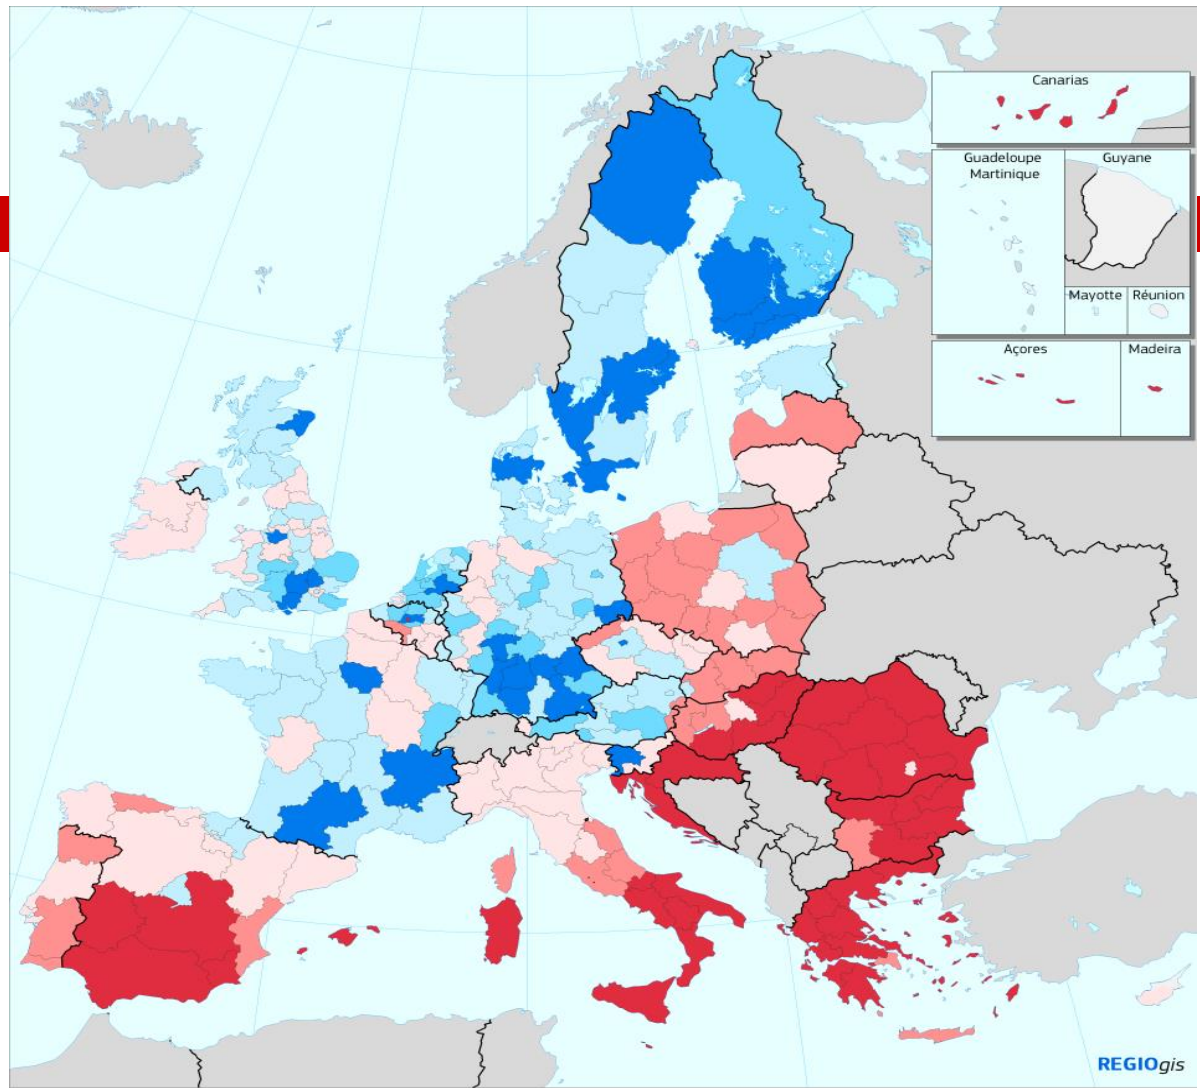 Canarias
Guadeloupe
Martinique
Guyane
Mayotte
Réunion
Açores
Madeira
REGIOgis